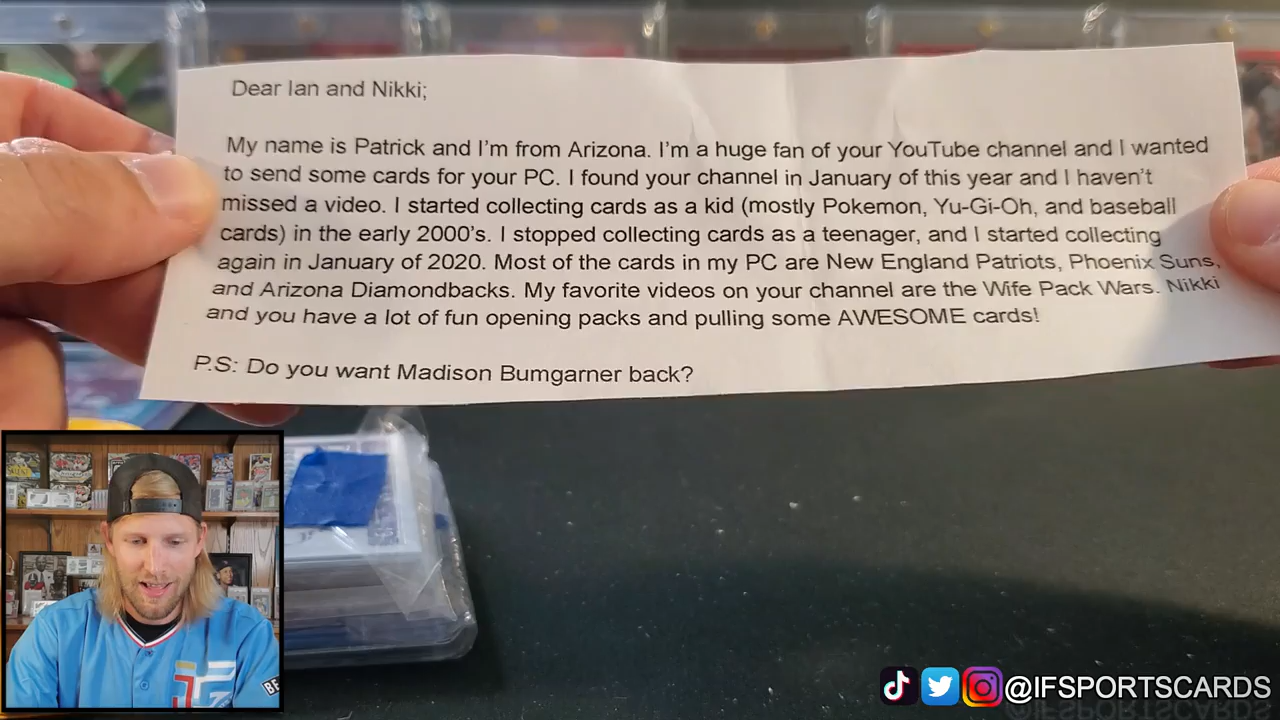 Dear Ian and Nikki;
My name is Patrick and I'm from Arizona. I'm a huge fan of your YouTube channel and I wanted
to send some cards for your PC. I found your channel in January of this year and I haven't
missed a video. I started collecting cards as a kid (mostly Pokemon, Yu-Gi-Oh, and baseball
cards) in the early 2000's. I stopped collecting cards as a teenager, and I started collecting
again in January of 2020. Most of the cards in my PC are New England Patriots, Phoenix Suns,
and Arizona Diamondbacks. My favorite videos on your channel are the Wife Pack Wars. Nikki
and you have a lot of fun opening packs and pulling some AWESOME cards!
P.S: Do you want Madison Bumgarner back?
@IFSPORTSCARDS